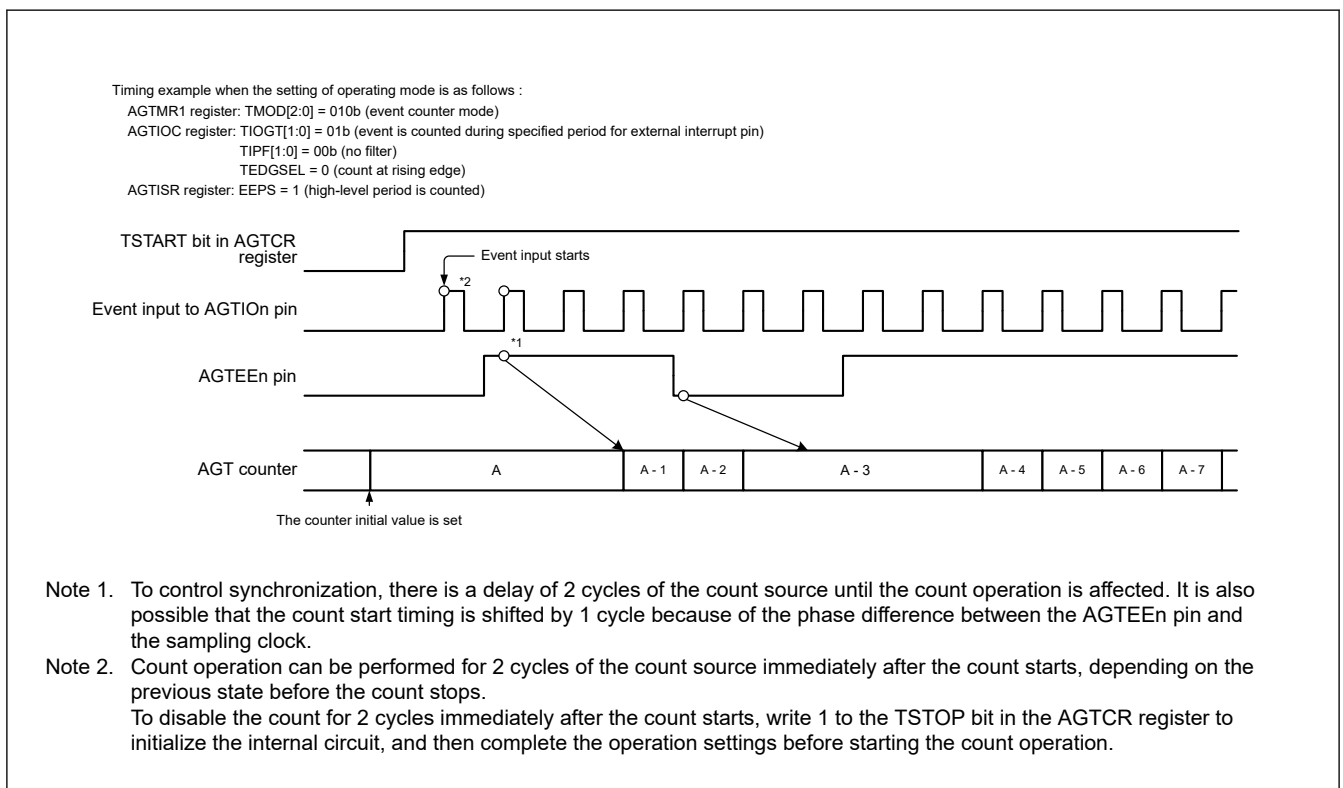 Timing example when the setting of operating mode is as follows :
AGTMR1 register: TMOD[2:0] = 010b (event counter mode)
AGTIOC register: TIOGT[1:0] = 01b (event is counted during specified period for external interrupt pin)
TIPF[1:0] = 00b (no filter)
TEDGSEL = 0 (count at rising edge)
AGTISR register: EEPS = 1 (high-level period is counted)
TSTART bit in AGTCR
register
Event input starts
*2
Event input to AGTIOn pin
*1
AGTEEn pin
AGT counter
A
A - 1
A - 2
A - 3
A - 4
A - 5
A - 6
A - 7
The counter initial value is set
Note 1. To control synchronization, there is a delay of 2 cycles of the count source until the count operation is affected. It is also
possible that the count start timing is shifted by 1 cycle because of the phase difference between the AGTEEn pin and
the sampling clock.
Note 2. Count operation can be performed for 2 cycles of the count source immediately after the count starts, depending on the
previous state before the count stops.
To disable the count for 2 cycles immediately after the count starts, write 1 to the TSTOP bit in the AGTCR register to
initialize the internal circuit, and then complete the operation settings before starting the count operation.